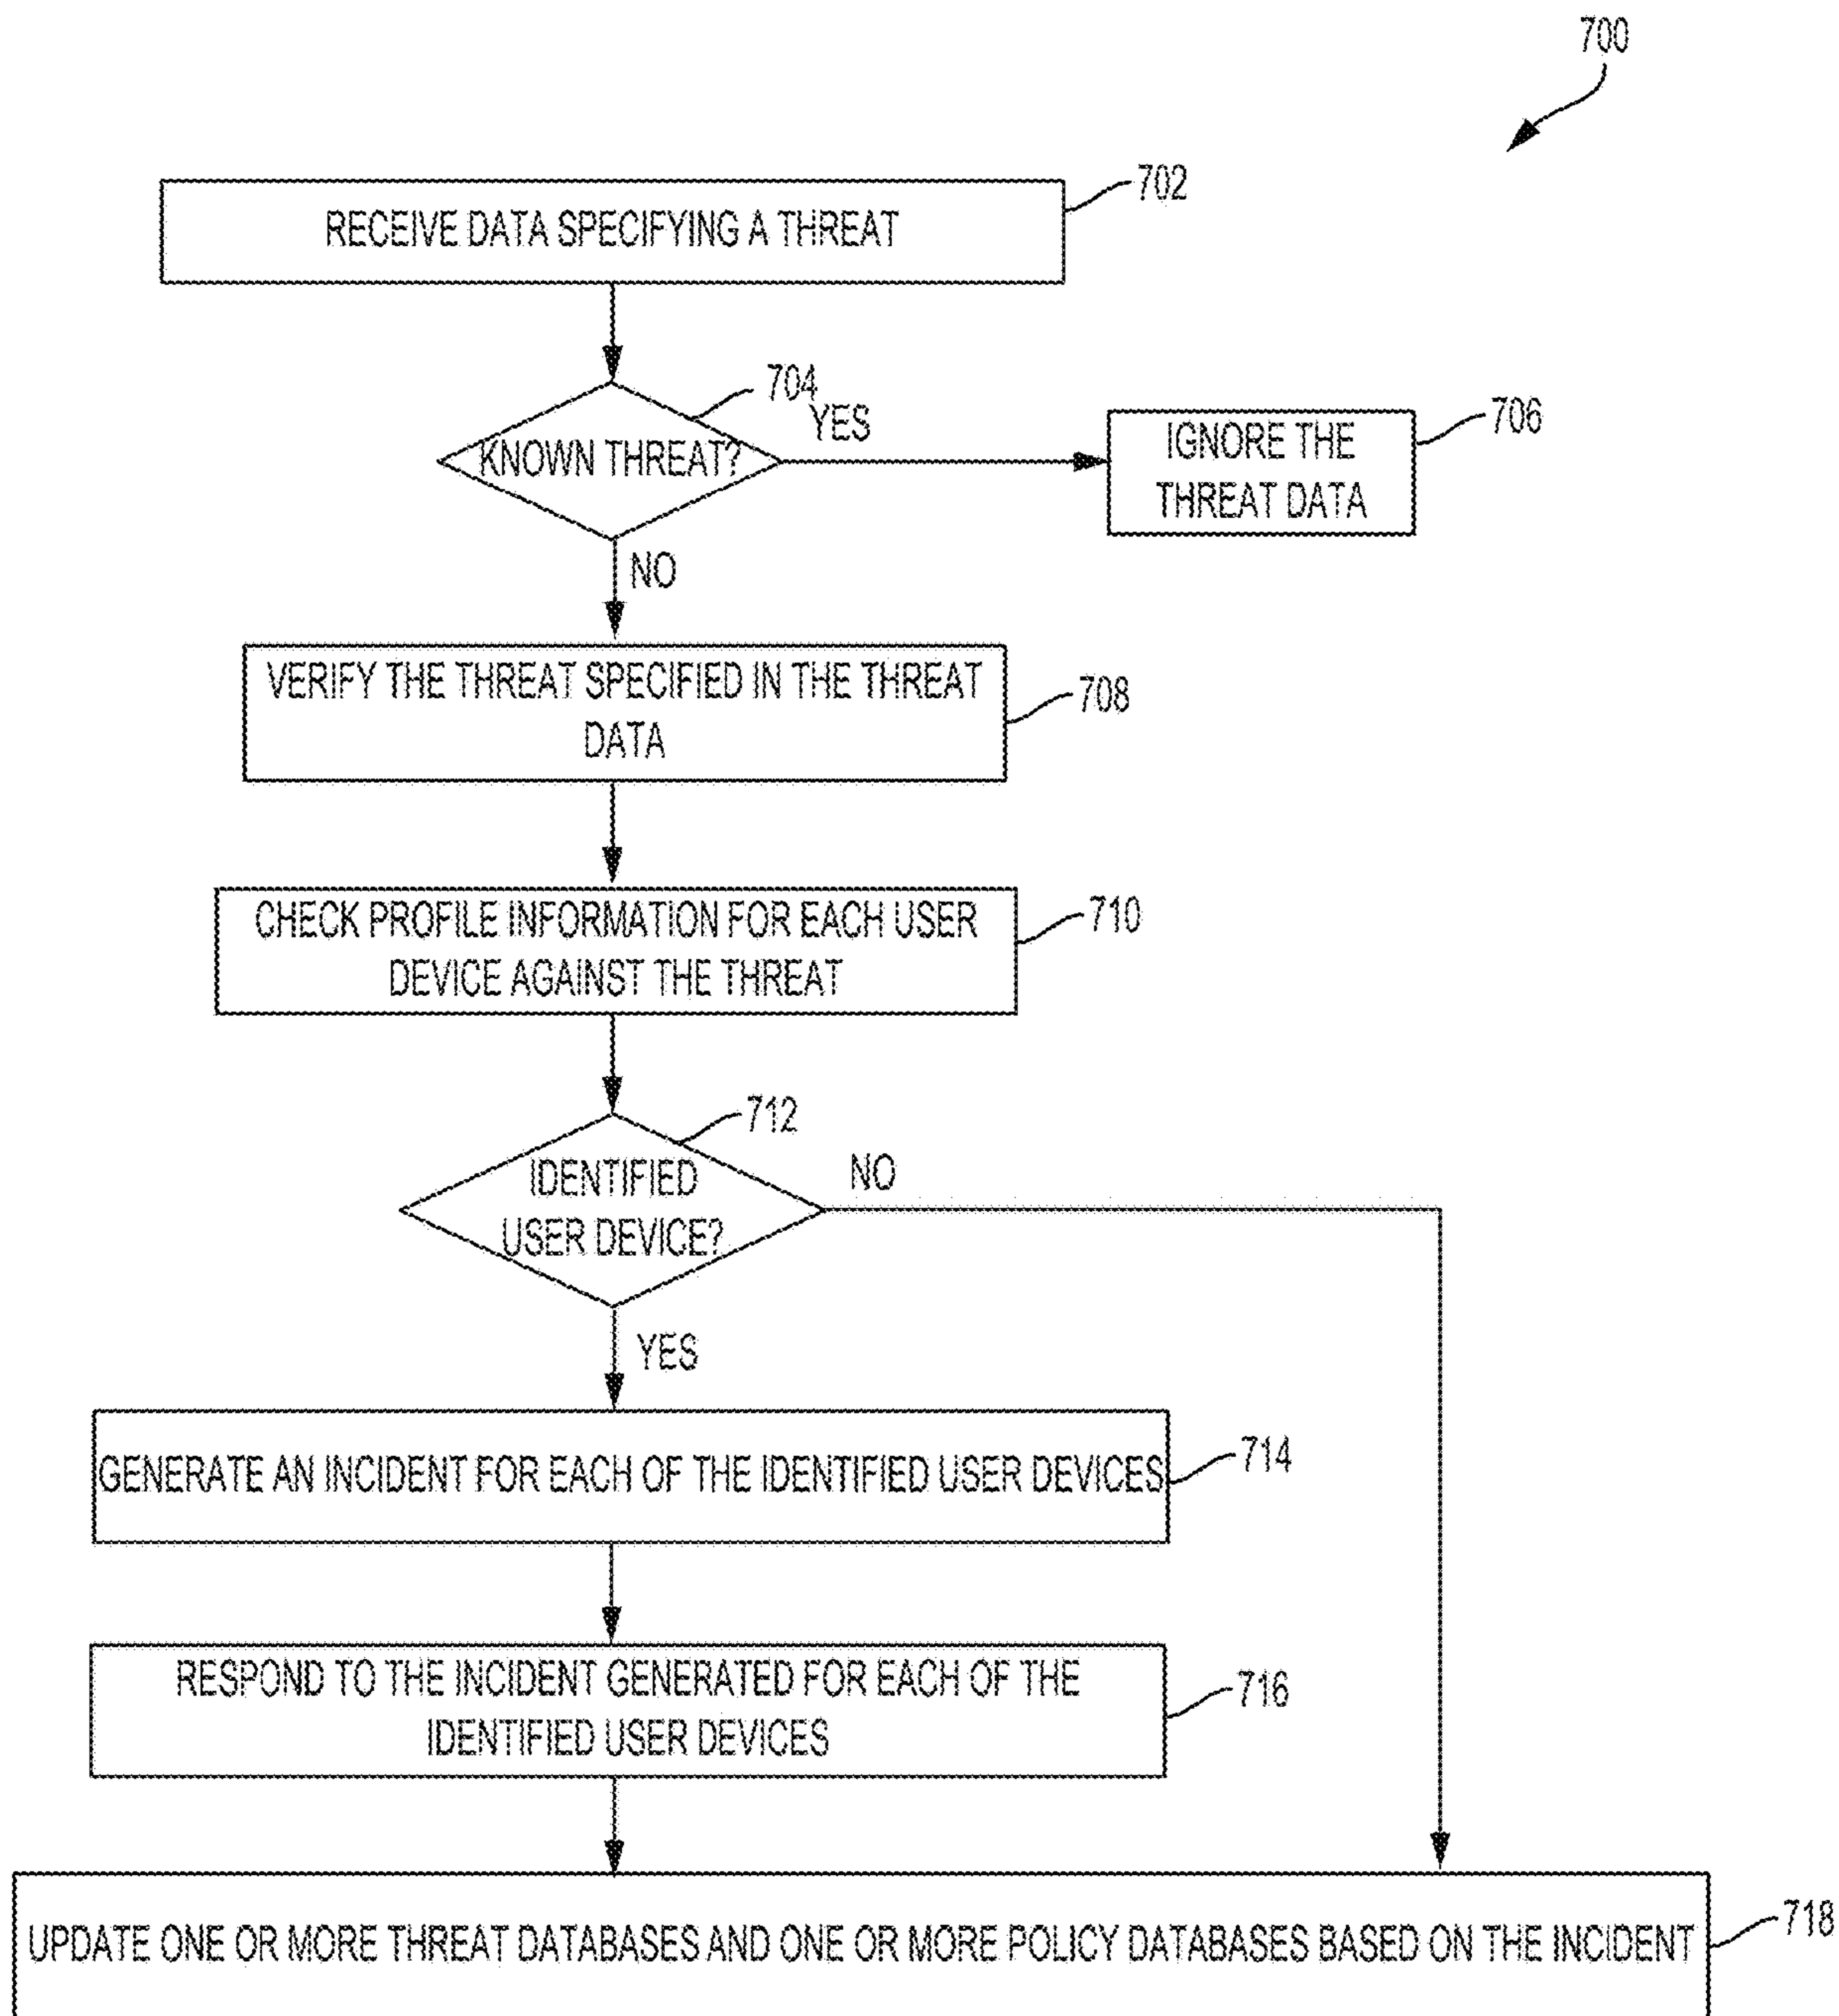 700
702
RECEIVE DATA SPECIFYING A THREAT
704
KNOWN THREAT?
YES
706
IGNORE THE
THREAT DATA
NO
VERIFY THE THREAT SPECIFIED IN THE THREAT
DATA
708
CHECK PROFILE INFORMATION FOR EACH USER
DEVICE AGAINST THE THREAT
710
712
IDENTIFIED
USER DEVICE?
NO
YES
GENERATE AN INCIDENT FOR EACH OF THE IDENTIFIED USER DEVICES
714
RESPOND TO THE INCIDENT GENERATED FOR EACH OF THE
IDENTIFIED USER DEVICES
716
UPDATE ONE OR MORE THREAT DATABASES AND ONE OR MORE POLICY DATABASES BASED ON THE INCIDENT
718